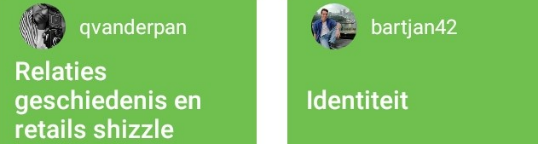 qvanderpan
Relaties
geschiedenis en
retails shizzle
bartjan42
Identiteit